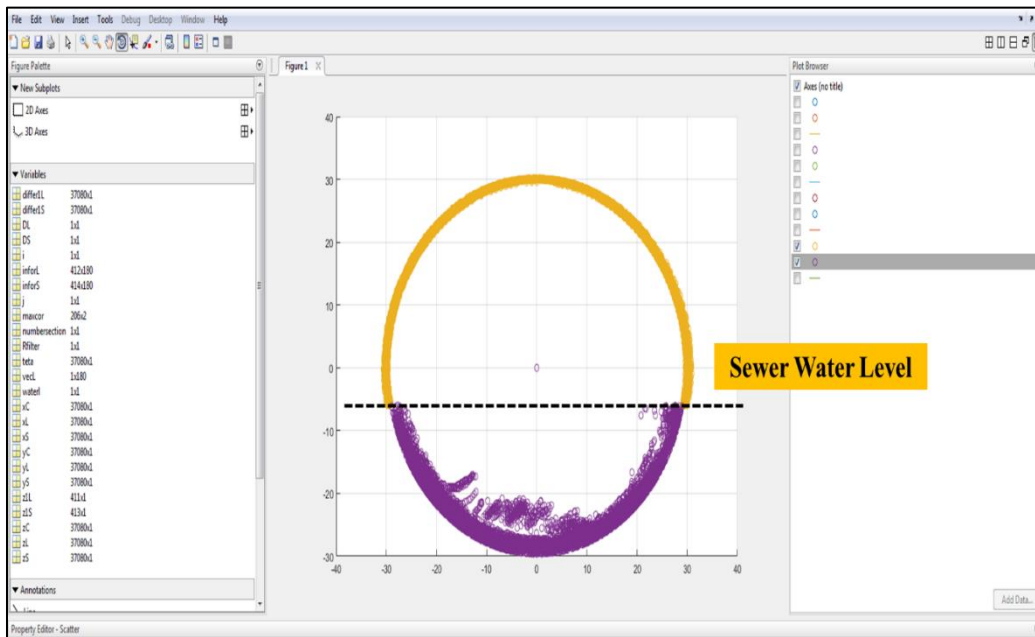 File Edit View Insert Tools Debug Desktop Window Help
Figure Palette
Figure 1
Plot Browser
New Subplots
2D Axes
3D Axes
Variables
differ1L 37080x1
differ1S 37080x1
DL 1x1
DS 1x1
i 1x1
inforL 412x180
inforS 414x180
j 1x1
maxcor 206x2
numbersection 1x1
Rfilter 1x1
teta 37080x1
vecL 1x180
waterl 1x1
xC 37080x1
xL 37080x1
xS 37080x1
yC 37080x1
yL 37080x1
yS 37080x1
z1L 411x1
z1S 413x1
zC 37080x1
zL 37080x1
zS 37080x1
Annotations
Property Editor - Scatter
40
30
20
10
0
-10
-20
-30
-40 -30 -20 -10 0 10 20 30 40
Sewer Water Level
Axes (no title)
Add Data...